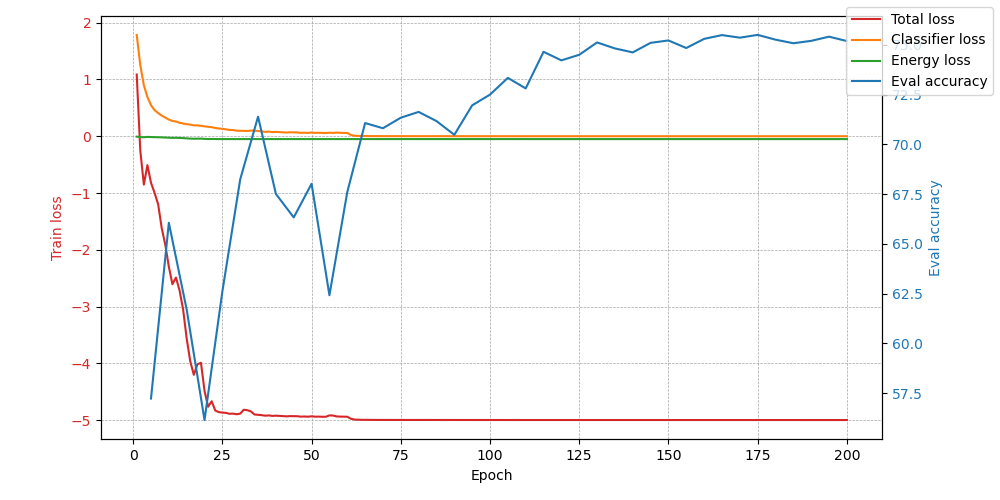 Total loss
Classifier loss
Energy loss
Eval accuracy
2
1
0
−1
−2
−3
−4
−5
Train loss
75.0
72.5
70.0
67.5
65.0
62.5
60.0
57.5
Eval accuracy
0 25 50 75 100 125 150 175 200
Epoch